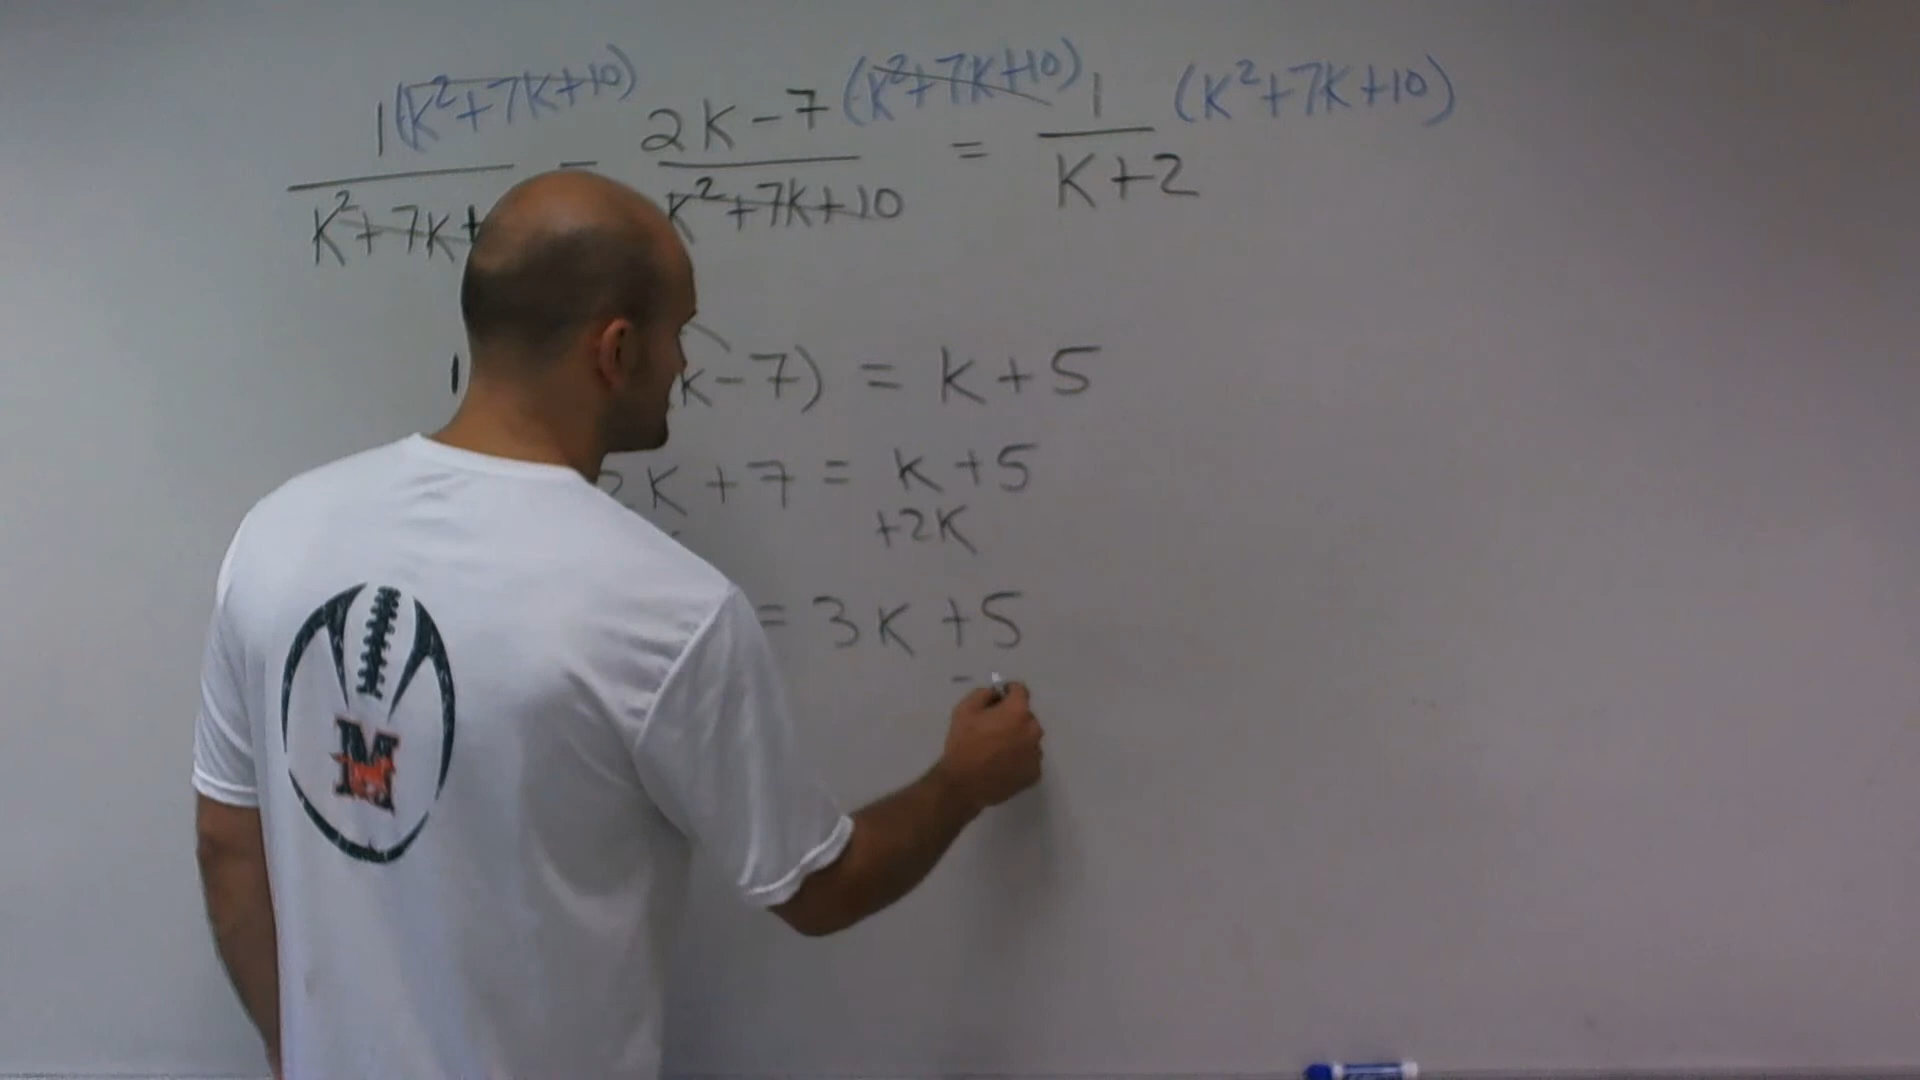 1(k²+7k+10) - 2k-7 (k²+7k+10) = 1 (k²+7k+10)
k²+7k+ k²+7k+10 k+2
1 k-7) = k+5
2k+7 = k+5
+2k
= 3k+5
-
M